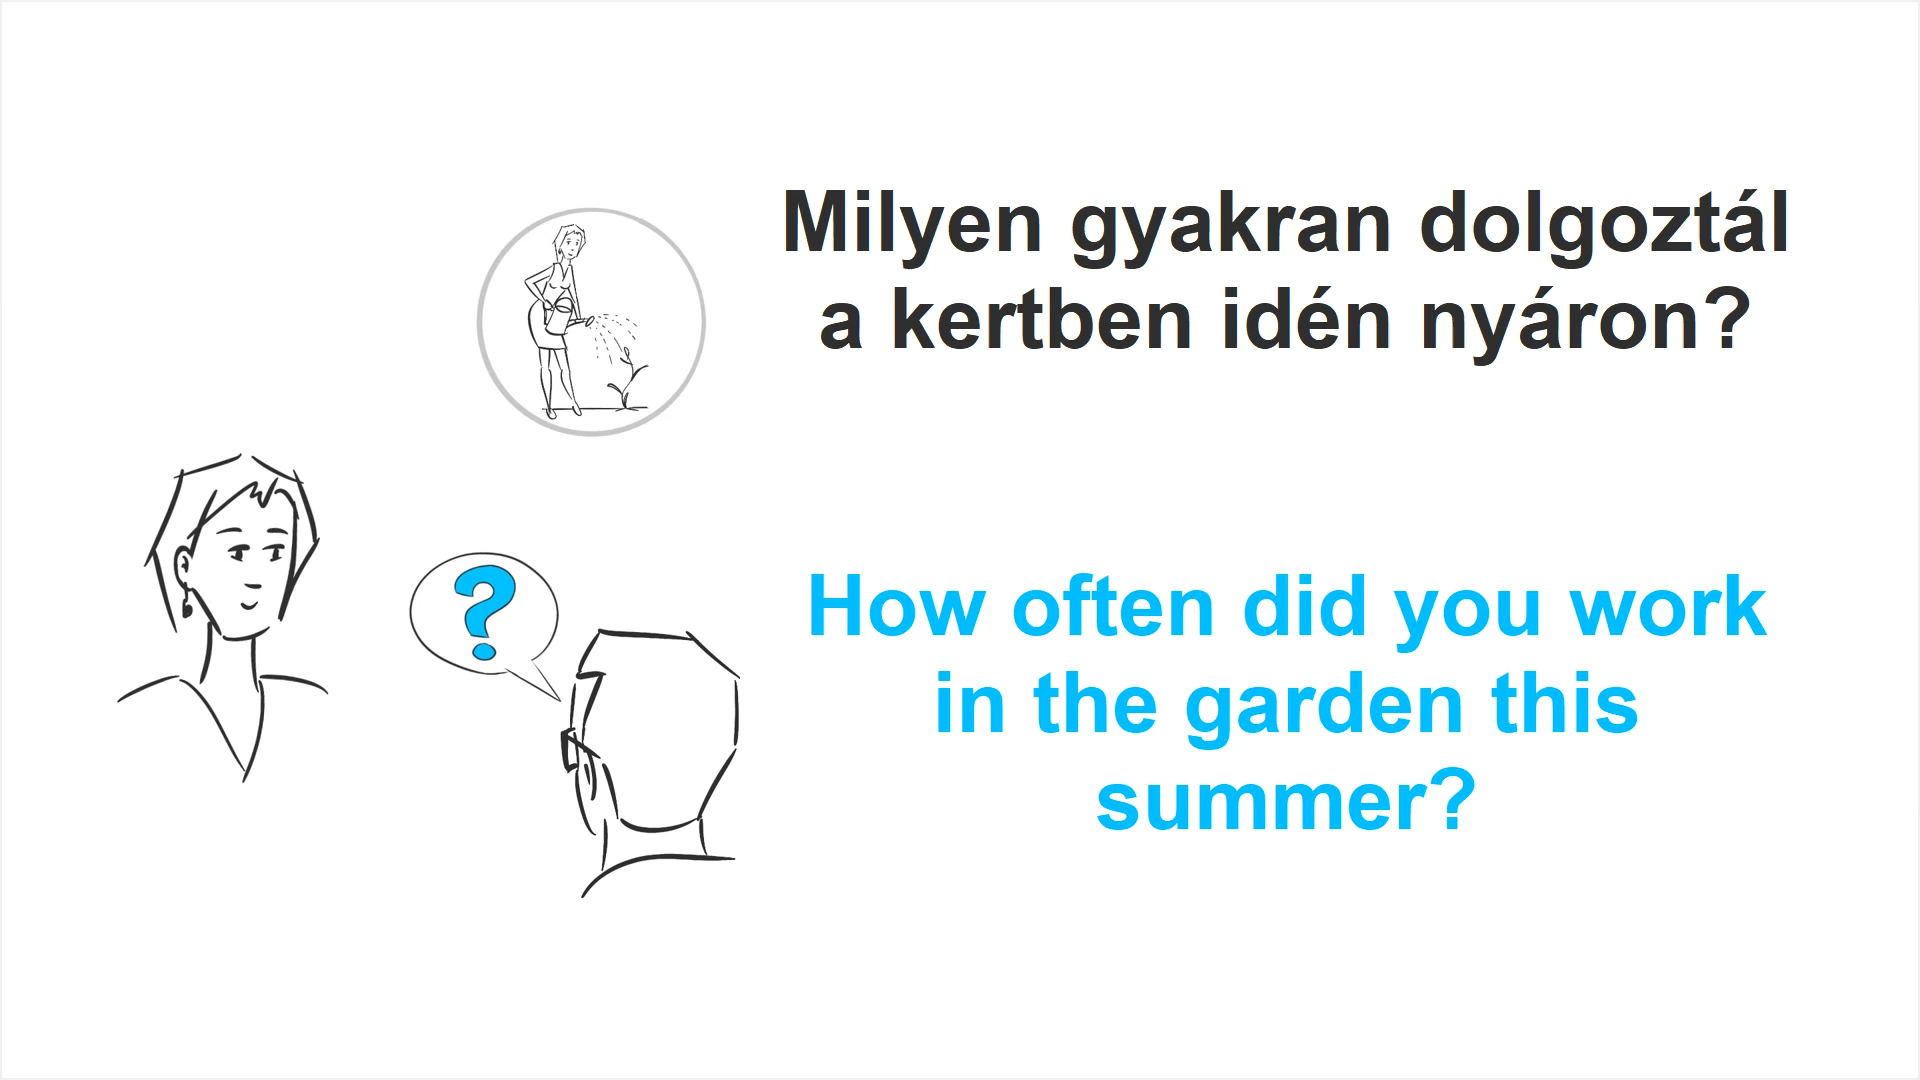 Milyen gyakran dolgoztál
a kertben idén nyáron?
?
How often did you work
in the garden this
summer?